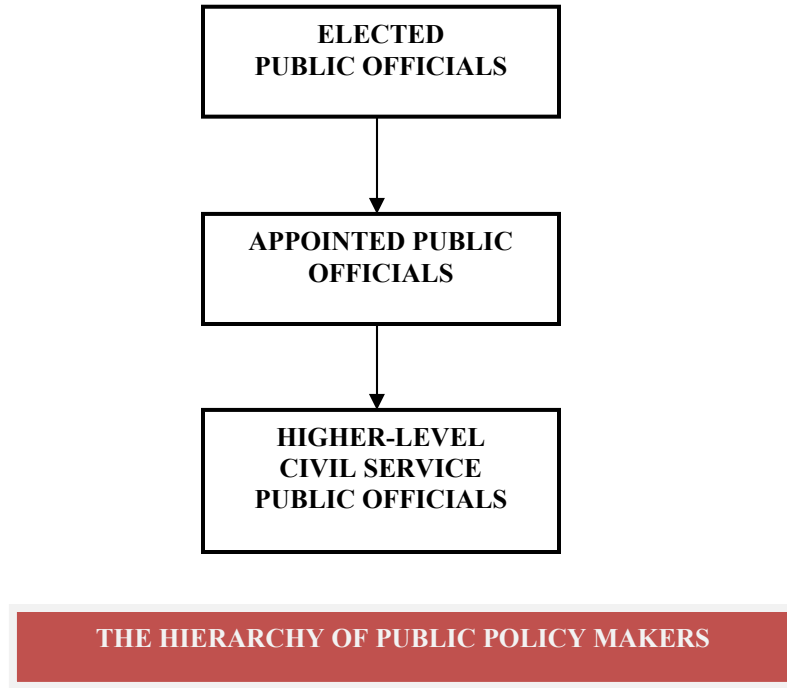 ELECTED
PUBLIC OFFICIALS
APPOINTED PUBLIC
OFFICIALS
HIGHER-LEVEL
CIVIL SERVICE
PUBLIC OFFICIALS
THE HIERARCHY OF PUBLIC POLICY MAKERS